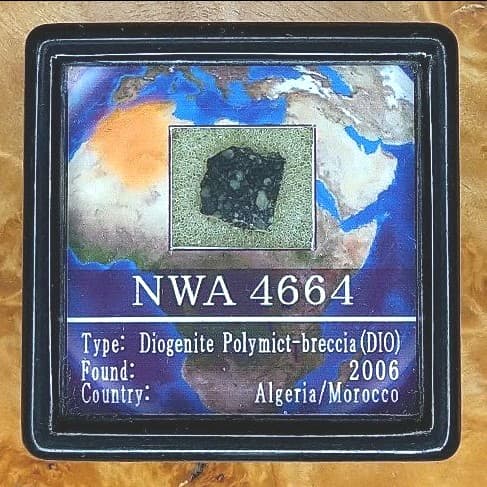 NWA 4664
Type: Diogenite Polymict-breccia(DIO)
Found: 2006
Country: Algeria/Morocco